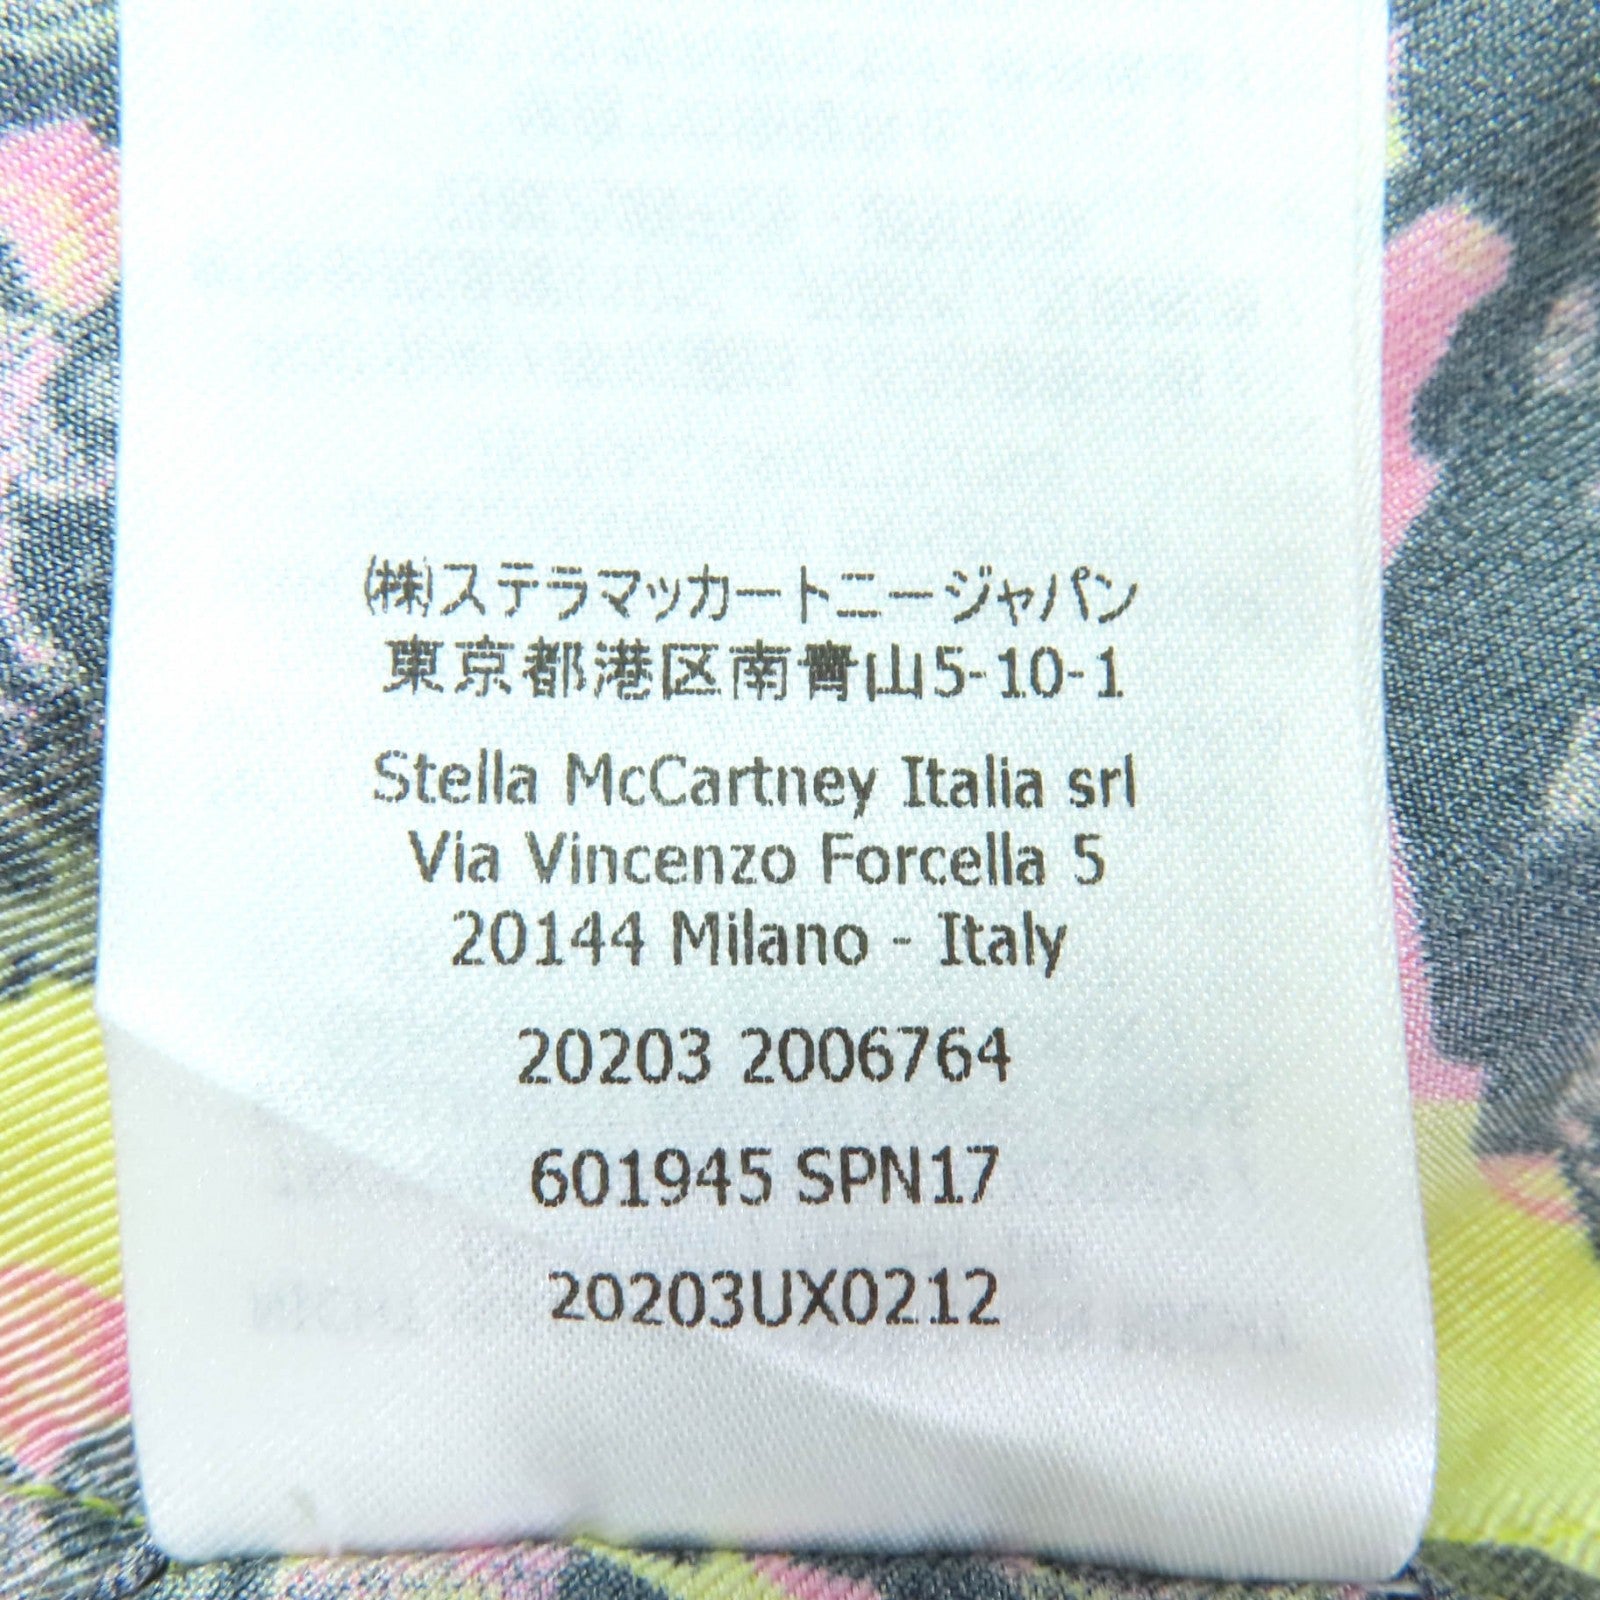 (株)ステラマッカートニージャパン
東京都港区南青山5-10-1
Stella McCartney Italia srl
Via Vincenzo Forcella 5
20144 Milano - Italy
20203 2006764
601945 SPN17
20203UX0212